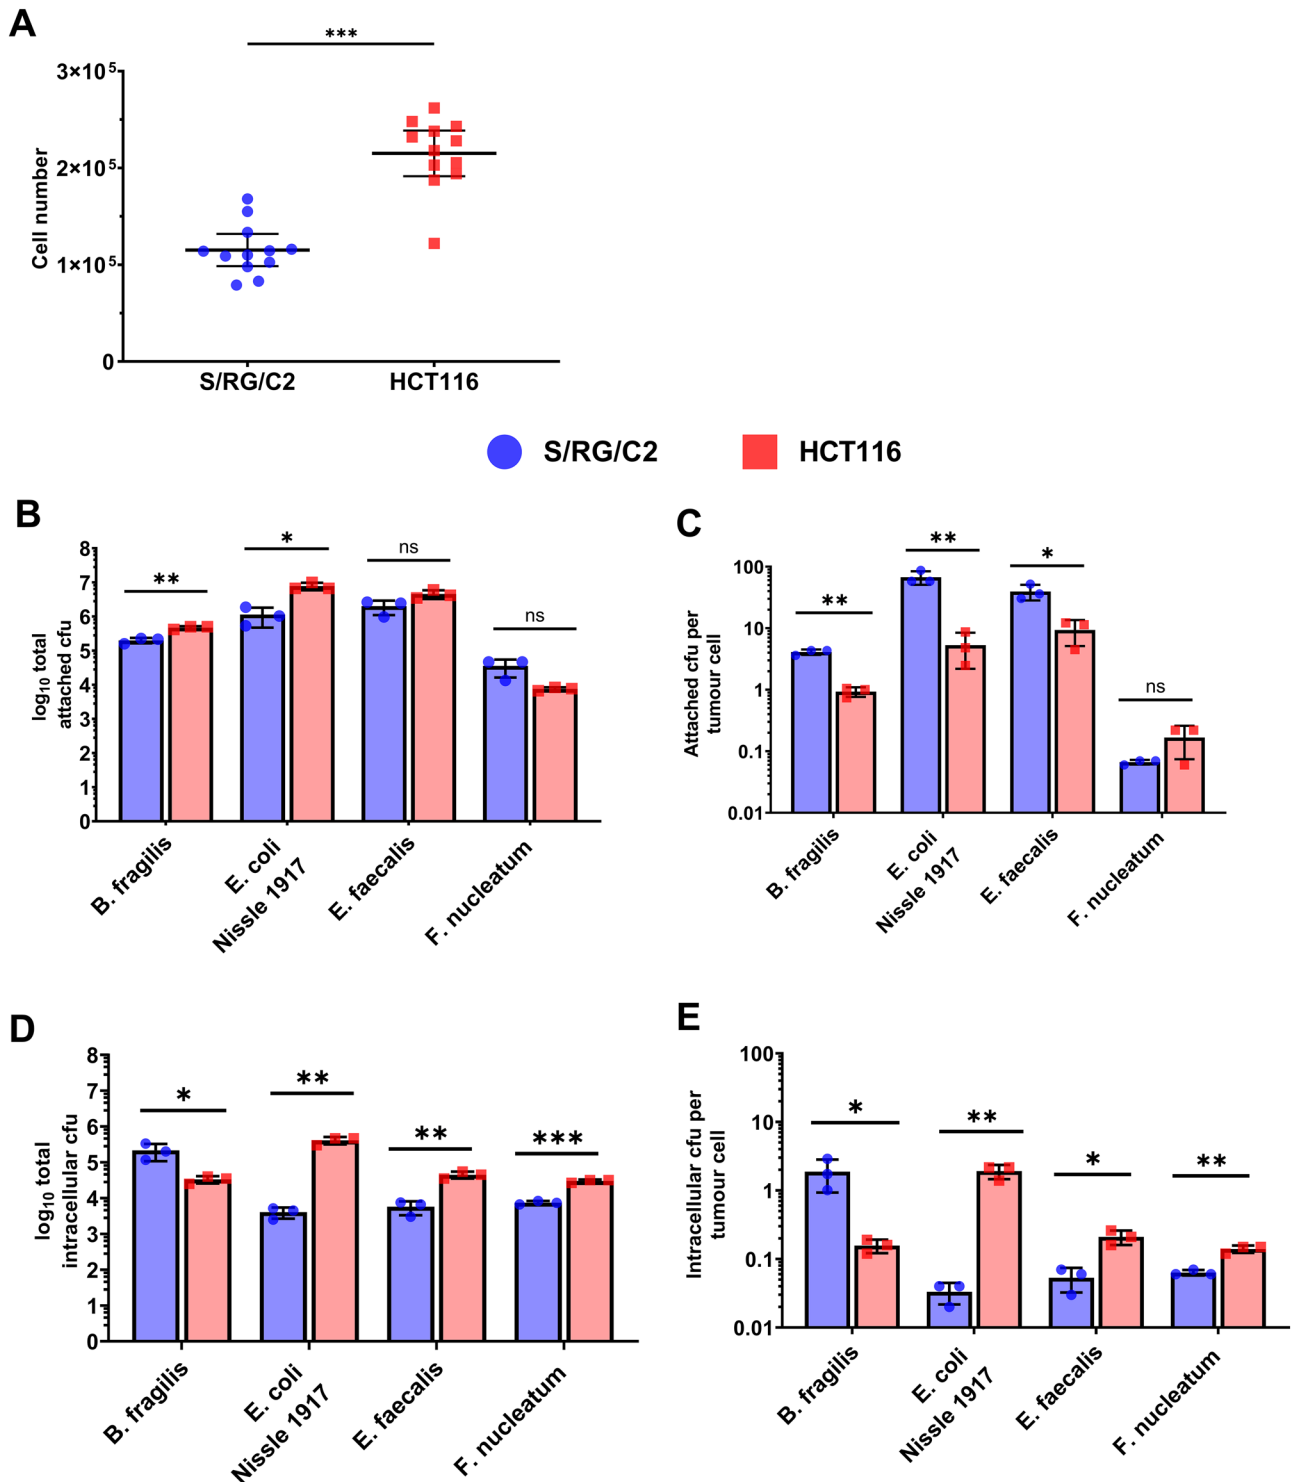 A
***
3×10⁵
2×10⁵
1×10⁵
0
Cell number
S/RG/C2
HCT116
S/RG/C2
HCT116
B
8
7
6
5
4
3
2
1
0
log₁₀ total
attached cfu
**
*
ns
ns
B. fragilis
E. coli
Nissle 1917
E. faecalis
F. nucleatum
C
100
10
1
0.1
0.01
Attached cfu per
tumour cell
**
**
*
ns
B. fragilis
E. coli
Nissle 1917
E. faecalis
F. nucleatum
D
8
7
6
5
4
3
2
1
0
log₁₀ total
intracellular cfu
*
**
**
***
B. fragilis
E. coli
Nissle 1917
E. faecalis
F. nucleatum
E
100
10
1
0.1
0.01
Intracellular cfu per
tumour cell
*
**
*
**
B. fragilis
E. coli
Nissle 1917
E. faecalis
F. nucleatum